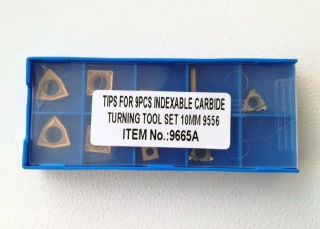 TIPS FOR 9PCS INDEXABLE CARBIDE
TURNING TOOL SET 10MM 9556
ITEM No.:9665A